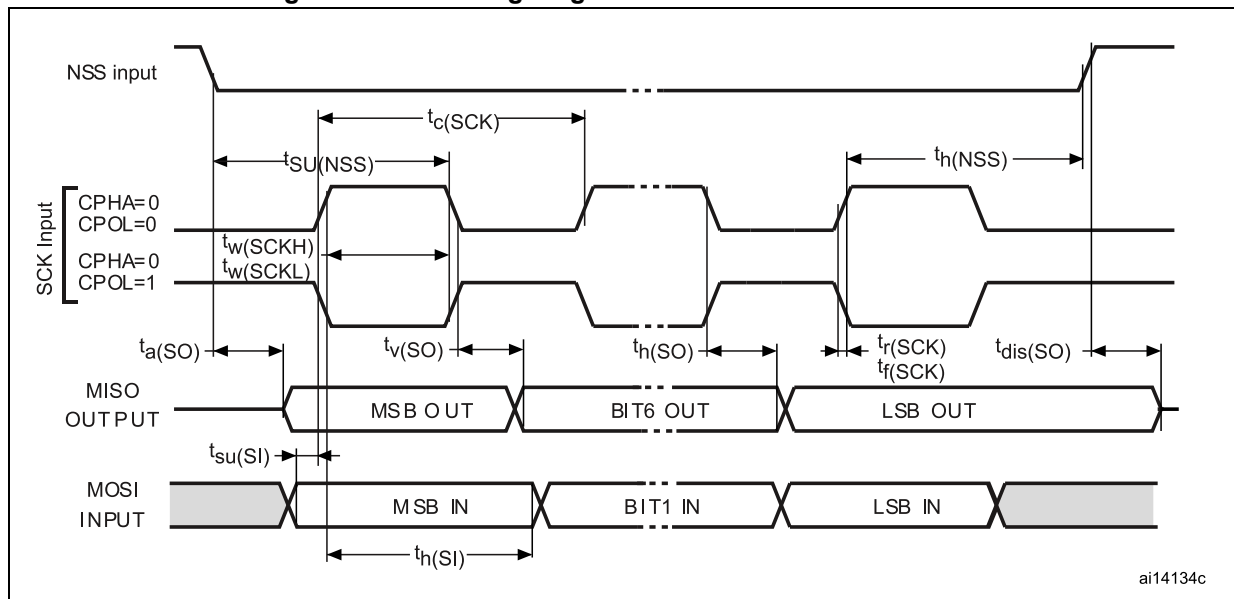 NSS input
tc(SCK)
tSU(NSS)
th(NSS)
SCK Input
CPHA=0
CPOL=0
tw(SCKH)
CPHA=0
tw(SCKL)
CPOL=1
ta(SO)
tv(SO)
th(SO)
tr(SCK)
tf(SCK)
tdis(SO)
MISO
OUTPUT
MSB OUT
BIT6 OUT
LSB OUT
tsu(SI)
MOSI
INPUT
MSB IN
BIT1 IN
LSB IN
th(SI)
ai14134c